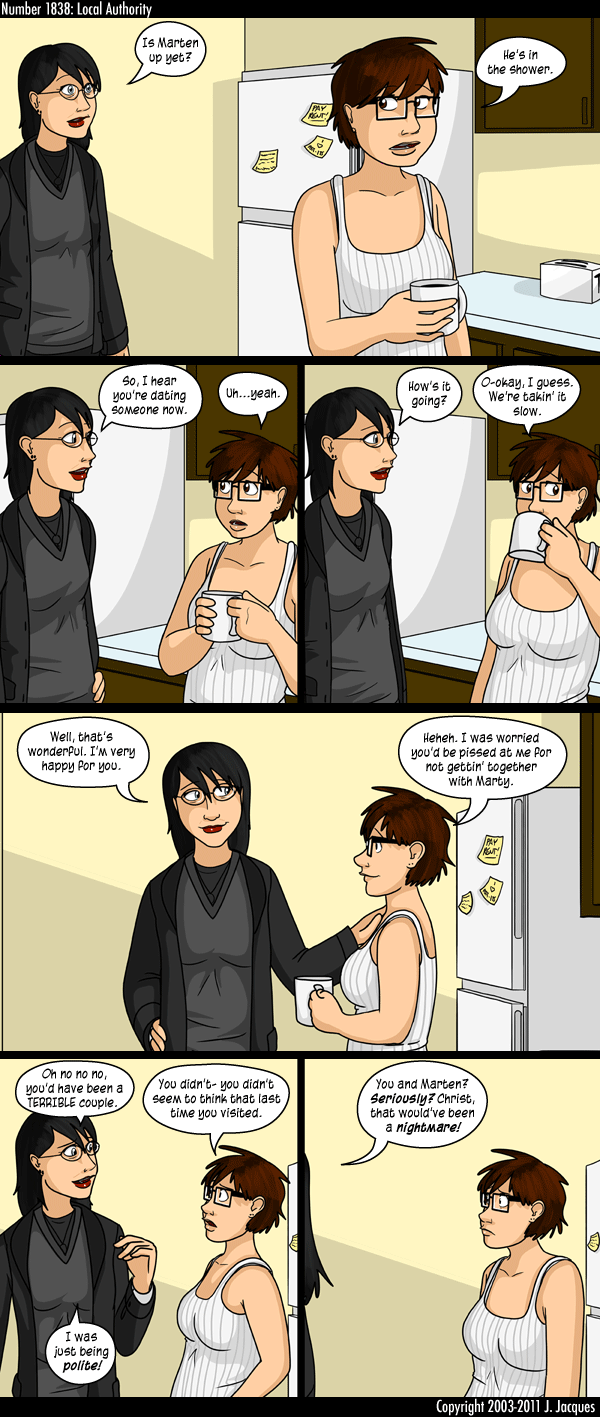 Number 1838: Local Authority
Is Marten
up yet?
He's in
the shower.
PAY
RENT!
So, I hear
you're dating
someone now.
Uh...yeah.
How's it
going?
O-okay, I guess.
We're takin' it
slow.
Well, that's
wonderful. I'm very
happy for you.
Heheh. I was worried
you'd be pissed at me for
not gettin' together
with Marty.
PAY
RENT!
Oh no no no,
you'd have been a
TERRIBLE couple.
You didn't- you didn't
seem to think that last
time you visited.
I was
just being
polite!
You and Marten?
Seriously? Christ,
that would've been
a nightmare!
Copyright 2003-2011 J. Jacques